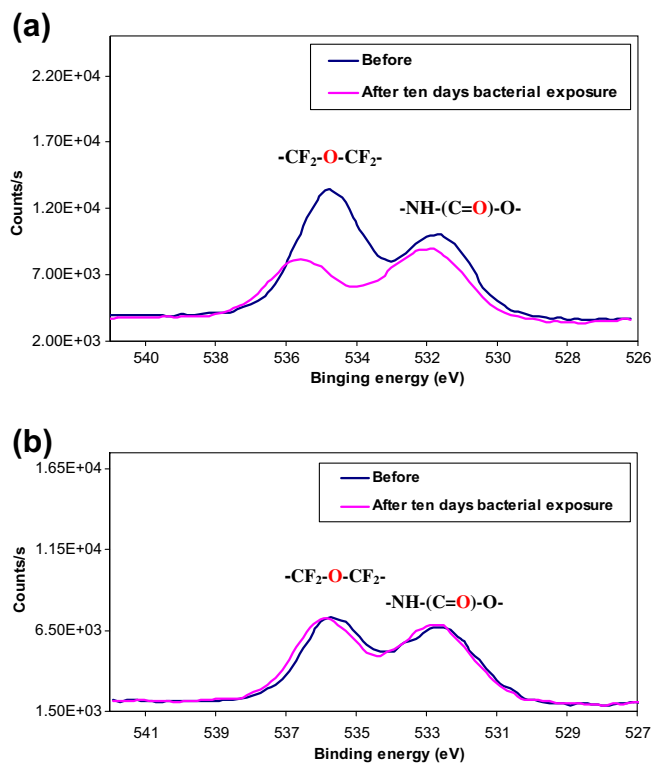 (a)
2.20E+04
1.70E+04
1.20E+04
7.00E+03
2.00E+03
Counts/s
Before
After ten days bacterial exposure
-CF2-O-CF2-
-NH-(C=O)-O-
540 538 536 534 532 530 528 526
Binging energy (eV)
(b)
1.65E+04
1.15E+04
6.50E+03
1.50E+03
Counts/s
Before
After ten days bacterial exposure
-CF2-O-CF2-
-NH-(C=O)-O-
541 539 537 535 533 531 529 527
Binding energy (eV)